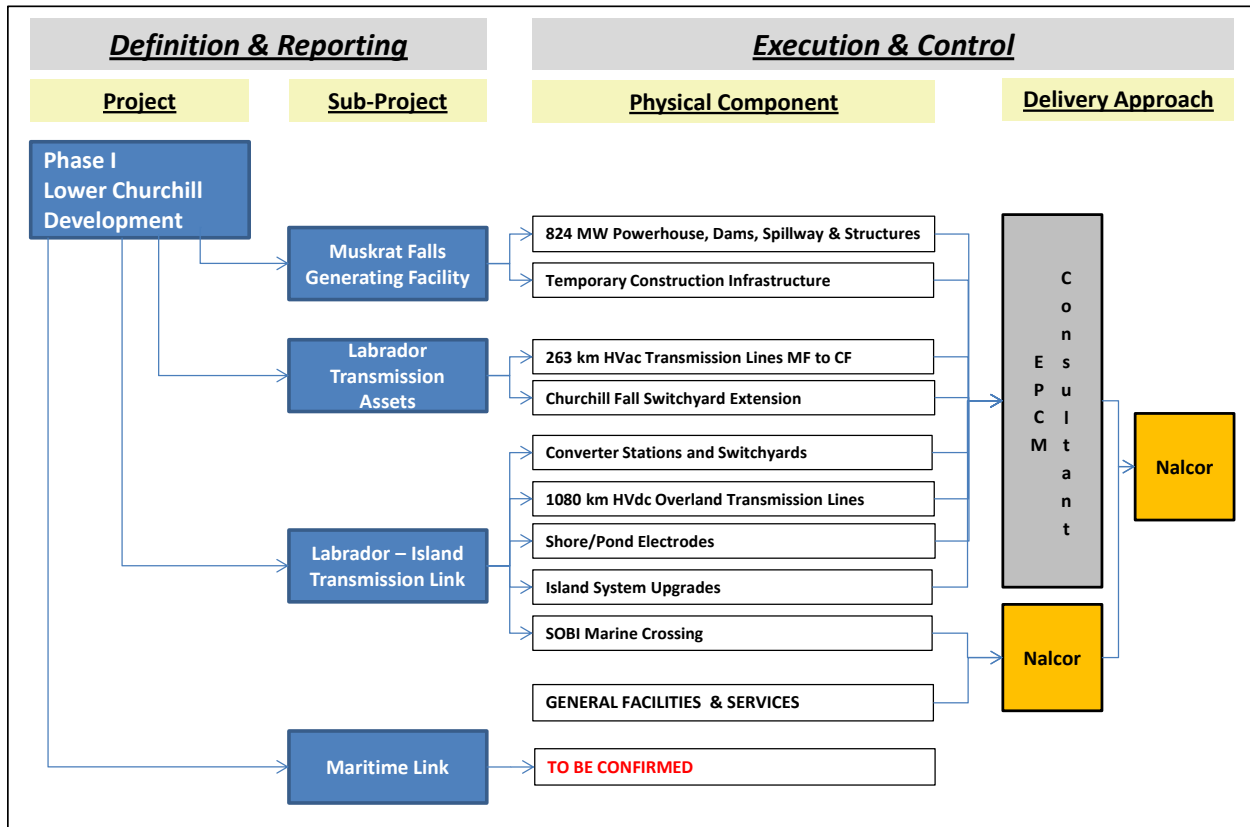 Definition & Reporting
Execution & Control
Project
Sub-Project
Physical Component
Delivery Approach
Phase I
Lower Churchill
Development
Muskrat Falls
Generating Facility
824 MW Powerhouse, Dams, Spillway & Structures
Temporary Construction Infrastructure
Labrador
Transmission
Assets
263 km HVac Transmission Lines MF to CF
Churchill Fall Switchyard Extension
Labrador – Island
Transmission Link
Converter Stations and Switchyards
1080 km HVdc Overland Transmission Lines
Shore/Pond Electrodes
Island System Upgrades
SOBI Marine Crossing
GENERAL FACILITIES & SERVICES
Maritime Link
TO BE CONFIRMED
EPCM
Consultant
Nalcor
Nalcor